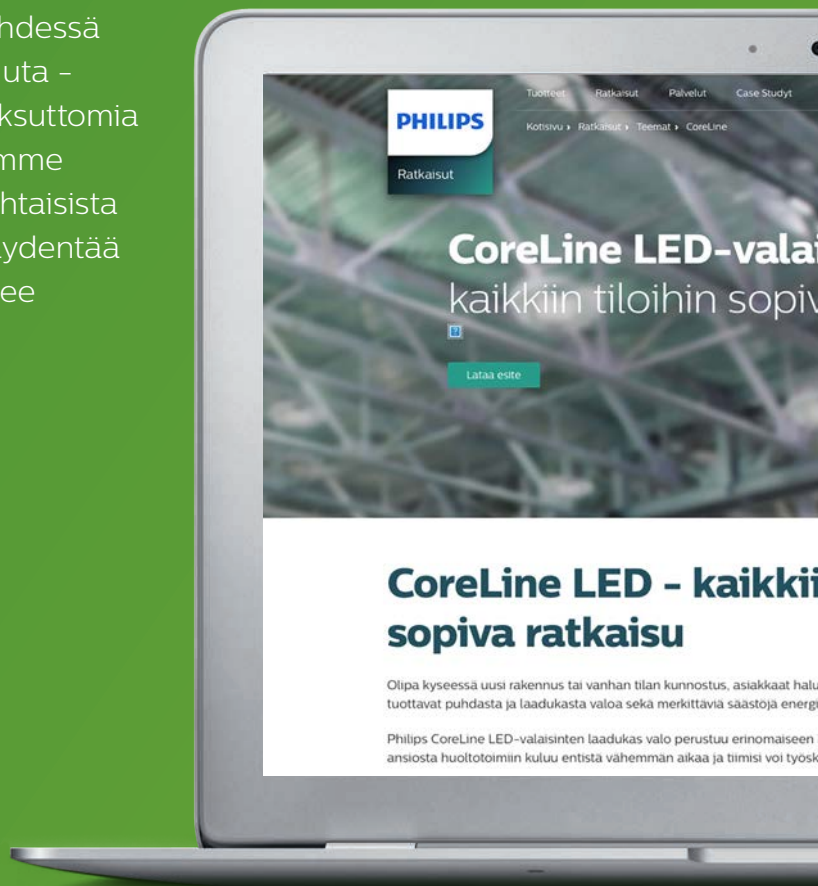 hdessä
uta -
ksuttomia
mme
htaisista
ydentää
ee
PHILIPS
Ratkaisut
Tuotteet Ratkaisut Palvelut Case Studyt
Kotisivu › Ratkaisut › Teemat › CoreLine
CoreLine LED-valai
kaikkiin tiloihin sopiv
?
Lataa esite
CoreLine LED - kaikkii
sopiva ratkaisu
Olipa kyseessä uusi rakennus tai vanhan tilan kunnostus, asiakkaat halu
tuottavat puhdasta ja laadukasta valoa sekä merkittäviä säästöjä energi
Philips CoreLine LED-valaisinten laadukas valo perustuu erinomaiseen
ansiosta huoltotoimiin kuluu entistä vähemmän aikaa ja tiimisi voi työsk